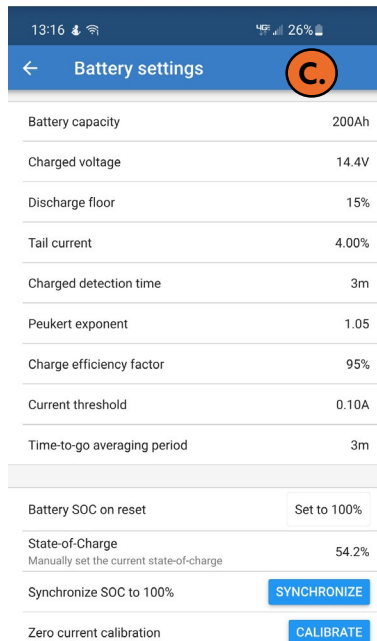 13:16 4G 26%
Battery settings
C.
Battery capacity 200Ah
Charged voltage 14.4V
Discharge floor 15%
Tail current 4.00%
Charged detection time 3m
Peukert exponent 1.05
Charge efficiency factor 95%
Current threshold 0.10A
Time-to-go averaging period 3m
Battery SOC on reset Set to 100%
State-of-Charge 54.2%
Manually set the current state-of-charge
Synchronize SOC to 100% SYNCHRONIZE
Zero current calibration CALIBRATE